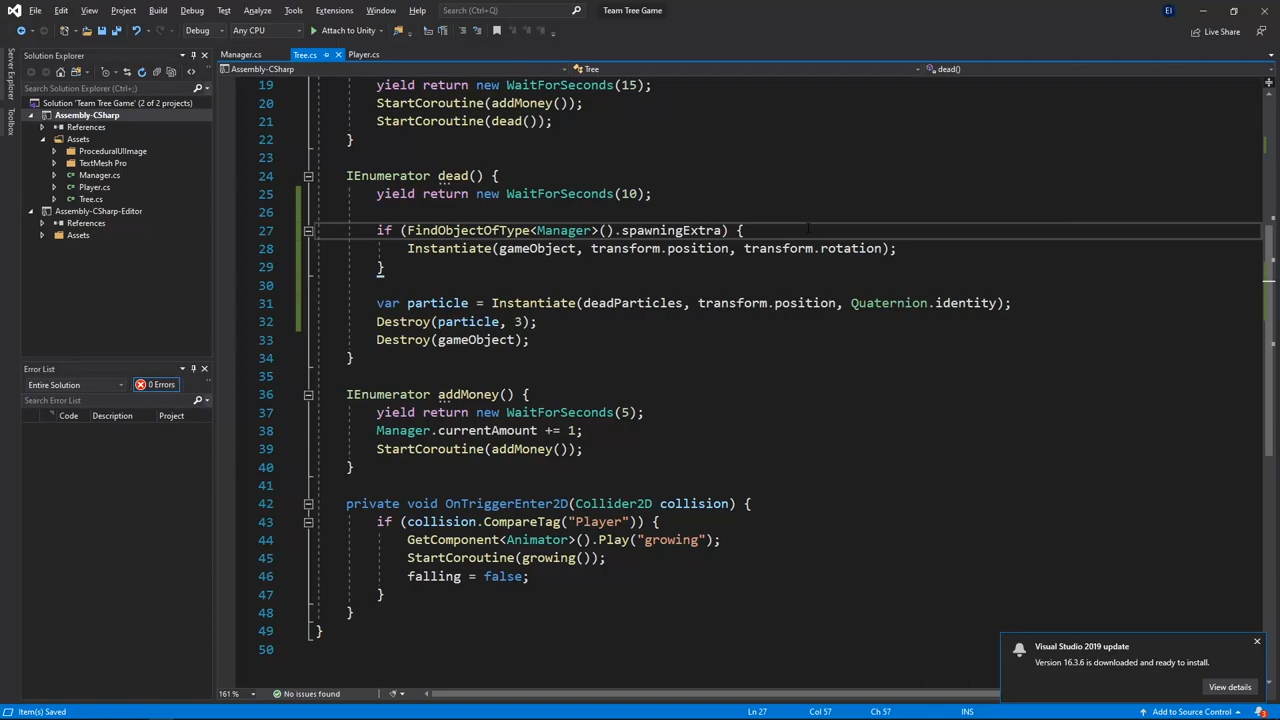 File Edit View Project Build Debug Test Analyze Tools Extensions Window Help Search (Ctrl+Q) Team Tree Game EI
Debug Any CPU Attach to Unity Live Share
Server Explorer
Toolbox
Solution Explorer
Search Solution Explorer (Ctrl+;)
Solution 'Team Tree Game' (2 of 2 projects)
Assembly-CSharp
References
Assets
ProceduralUIImage
TextMesh Pro
Manager.cs
Player.cs
Tree.cs
Assembly-CSharp-Editor
References
Assets
Error List
Entire Solution 0 Errors
Search Error List
Code Description Project
Manager.cs Tree.cs Player.cs
Assembly-CSharp Tree dead()
19 yield return new WaitForSeconds(15);
20 StartCoroutine(addMoney());
21 StartCoroutine(dead());
22 }
23
24 IEnumerator dead() {
25 yield return new WaitForSeconds(10);
26
27 if (FindObjectOfType<Manager>().spawningExtra) {
28 Instantiate(gameObject, transform.position, transform.rotation);
29 }
30
31 var particle = Instantiate(deadParticles, transform.position, Quaternion.identity);
32 Destroy(particle, 3);
33 Destroy(gameObject);
34 }
35
36 IEnumerator addMoney() {
37 yield return new WaitForSeconds(5);
38 Manager.currentAmount += 1;
39 StartCoroutine(addMoney());
40 }
41
42 private void OnTriggerEnter2D(Collider2D collision) {
43 if (collision.CompareTag("Player")) {
44 GetComponent<Animator>().Play("growing");
45 StartCoroutine(growing());
46 falling = false;
47 }
48 }
49 }
50
Visual Studio 2019 update
Version 16.3.6 is downloaded and ready to install.
View details
161 % No issues found
Item(s) Saved Ln 27 Col 57 Ch 57 INS Add to Source Control 3